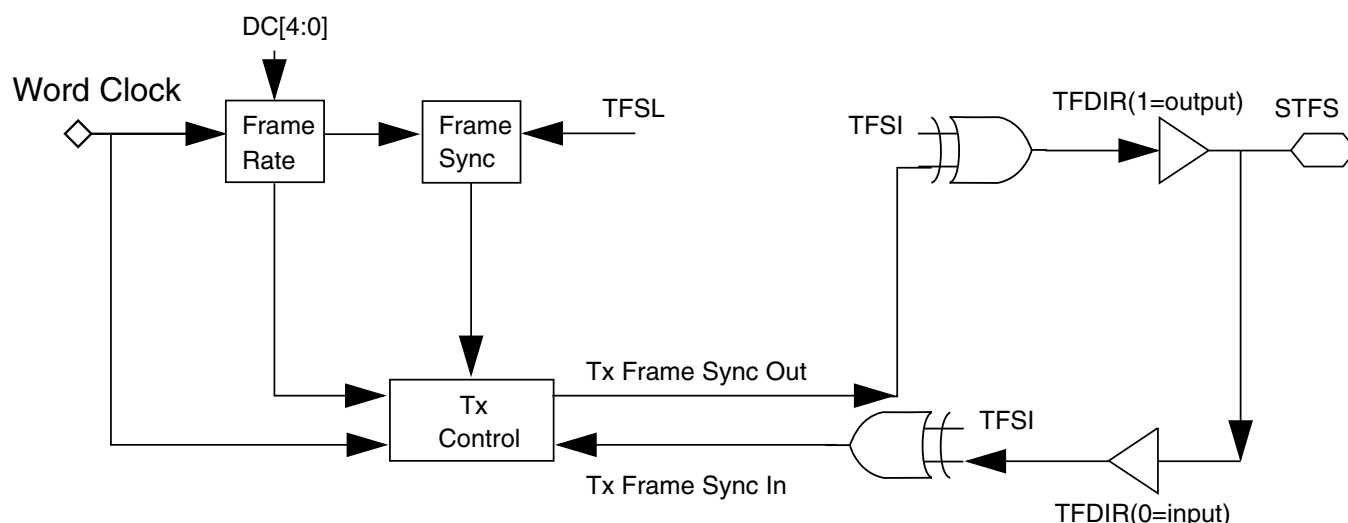 DC[4:0]
Word Clock
Frame
Rate
Frame
Sync
TFSL
TFSI
TFDIR(1=output)
STFS
Tx Frame Sync Out
Tx
Control
TFSI
Tx Frame Sync In
TFDIR(0=input)